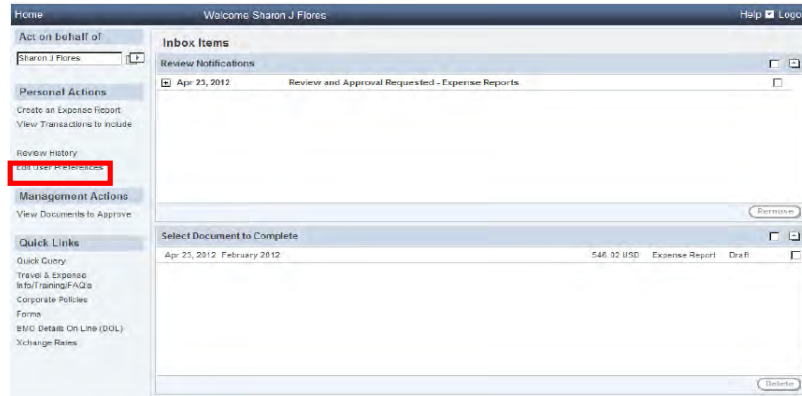 Home Welcome Sharon J Flores Help Logo
Act on behalf of
Sharon J Flores
Personal Actions
Create an Expense Report
View Transactions to Include
Review History
Edit User Preferences
Management Actions
View Documents to Approve
Quick Links
Quick Query
Travel & Expense
Info/Training/FAQ's
Corporate Policies
Forms
BMO Details On Line (DOL)
Xchange Rates
Inbox Items
Review Notifications
Apr 23, 2012 Review and Approval Requested - Expense Reports
Remove
Select Document to Complete
Apr 23, 2012 February 2012 546.02 USD Expense Report Draft
Delete